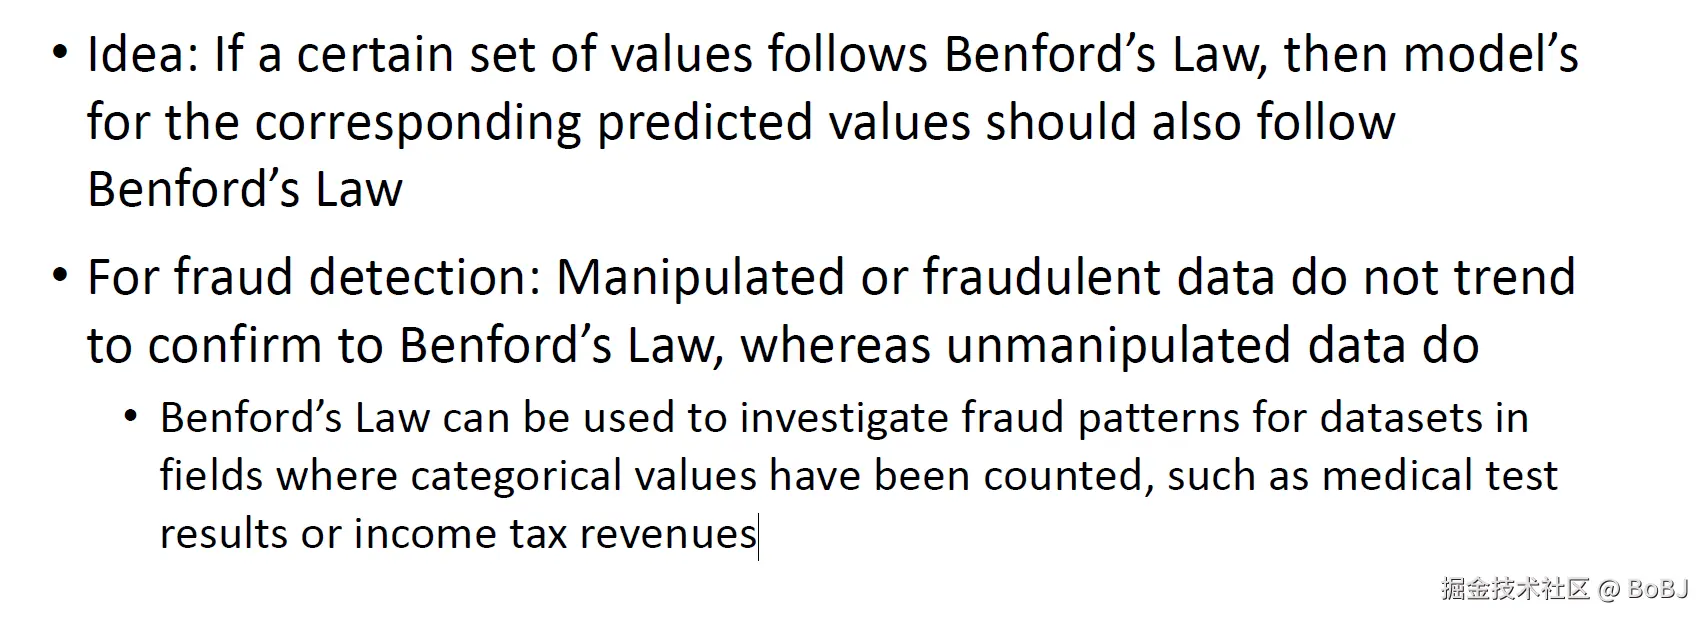 • Idea: If a certain set of values follows Benford’s Law, then model’s
for the corresponding predicted values should also follow
Benford’s Law
• For fraud detection: Manipulated or fraudulent data do not trend
to confirm to Benford’s Law, whereas unmanipulated data do
• Benford’s Law can be used to investigate fraud patterns for datasets in
fields where categorical values have been counted, such as medical test
results or income tax revenues
掘金技术社区 @ BoBJ